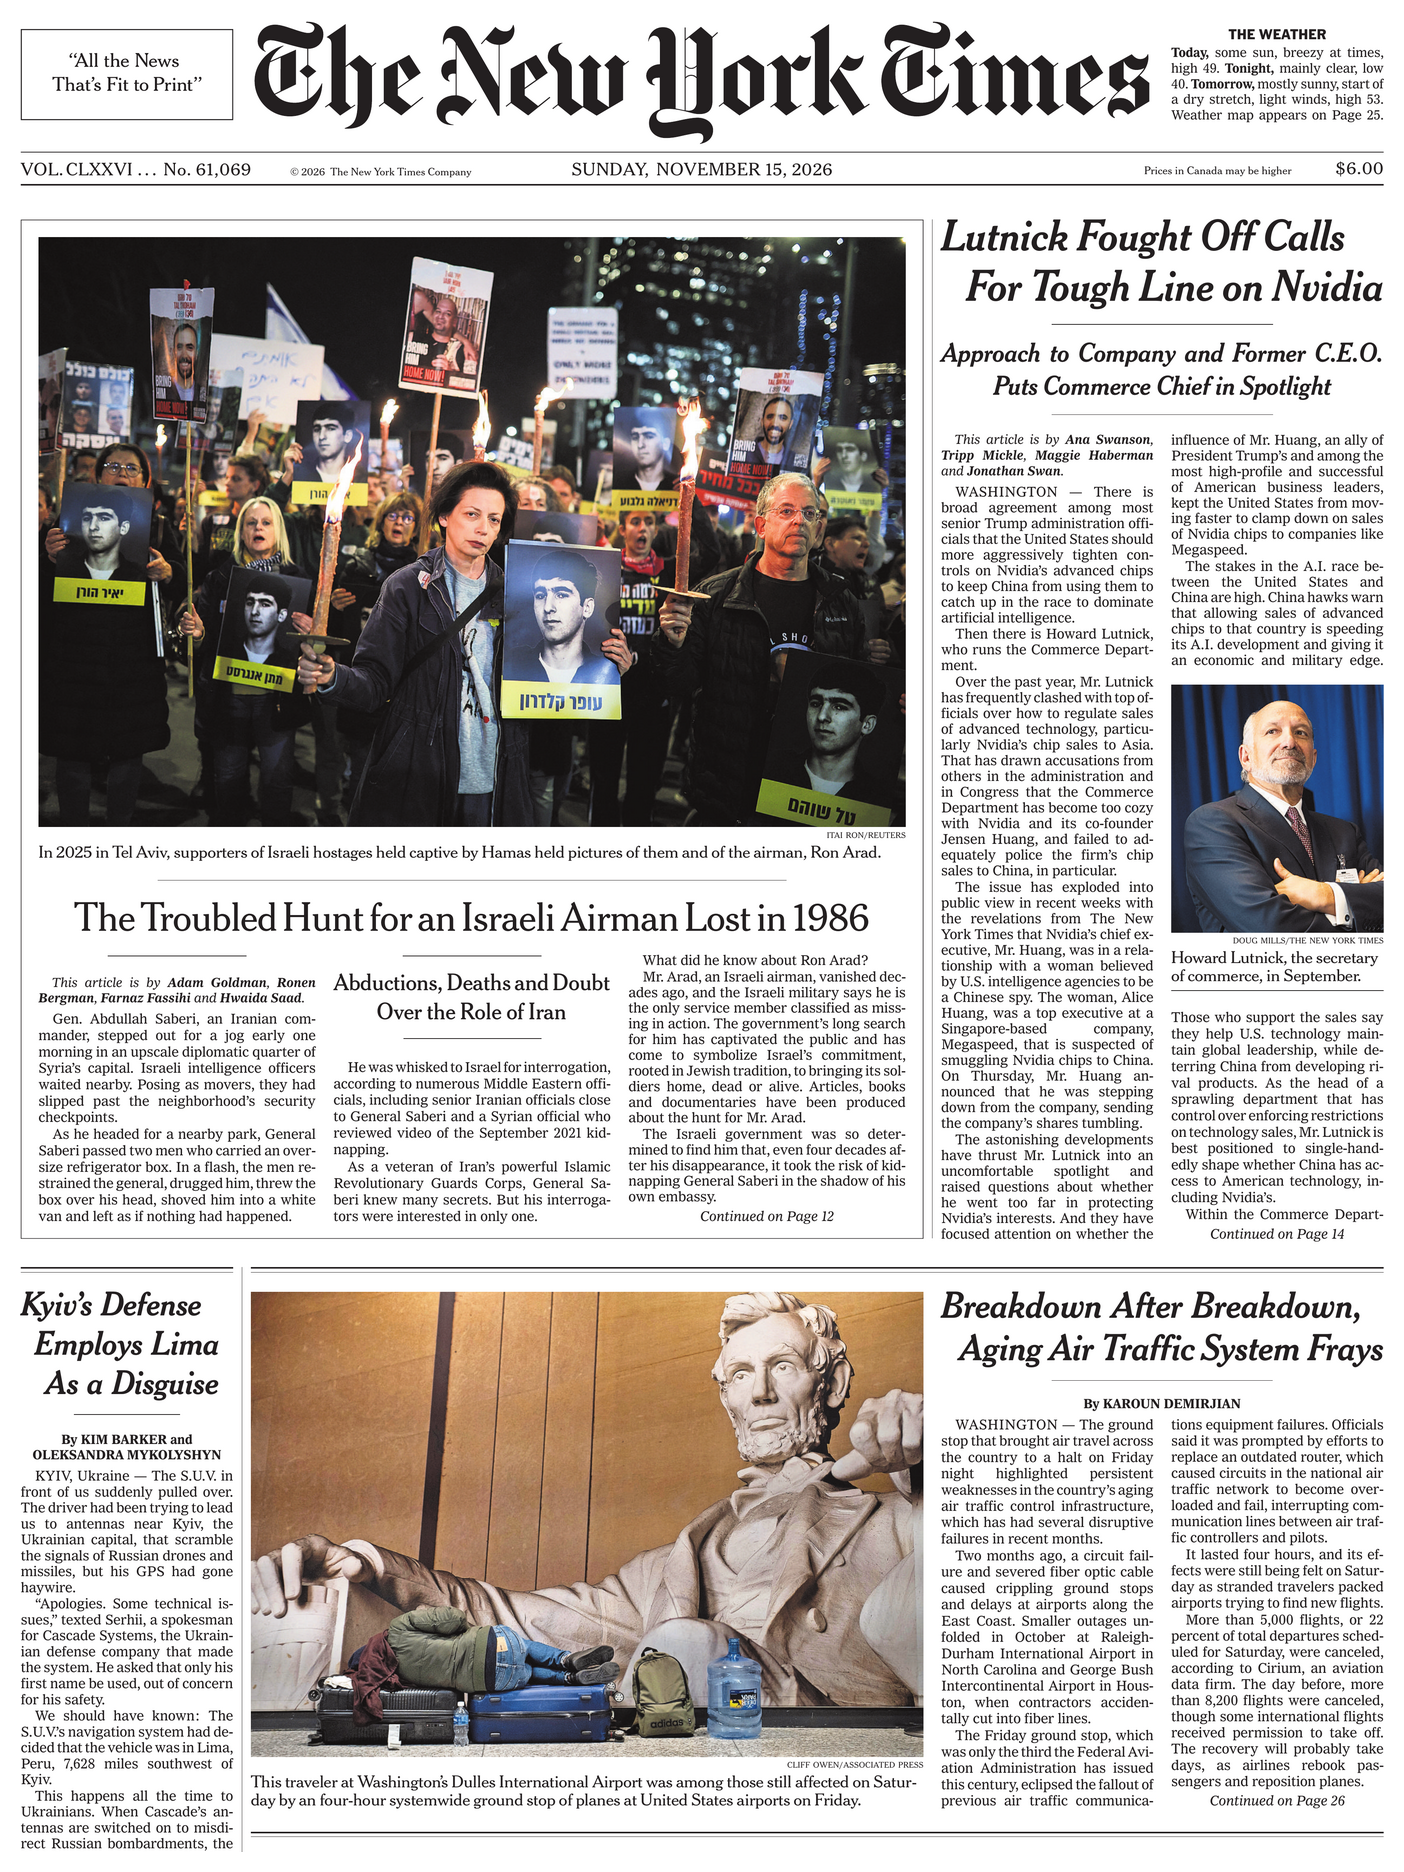 “All the News
That’s Fit to Print”
The New York Times
THE WEATHER
Today, some sun, breezy at times,
high 49. Tonight, mainly clear, low
40. Tomorrow, mostly sunny, start of
a dry stretch, light winds, high 53.
Weather map appears on Page 25.
VOL. CLXXVI . . . No. 61,069
© 2026 The New York Times Company
SUNDAY, NOVEMBER 15, 2026
Prices in Canada may be higher
$6.00
BRING
HIM
HOME NOW!
BRING
HIM
HOME NOW!
BRING
HIM
HOME NOW!
יאיר הורן
מתן אנגרסט
עופר קלדרון
דניאלה גלבוע
טל שוהם
ITAI RON/REUTERS
In 2025 in Tel Aviv, supporters of Israeli hostages held captive by Hamas held pictures of them and of the airman, Ron Arad.
The Troubled Hunt for an Israeli Airman Lost in 1986
This article is by Adam Goldman, Ronen
Bergman, Farnaz Fassihi and Hwaida Saad.
Gen. Abdullah Saberi, an Iranian com-
mander, stepped out for a jog early one
morning in an upscale diplomatic quarter of
Syria’s capital. Israeli intelligence officers
waited nearby. Posing as movers, they had
slipped past the neighborhood’s security
checkpoints.
As he headed for a nearby park, General
Saberi passed two men who carried an over-
size refrigerator box. In a flash, the men re-
strained the general, drugged him, threw the
box over his head, shoved him into a white
van and left as if nothing had happened.
Abductions, Deaths and Doubt
Over the Role of Iran
He was whisked to Israel for interrogation,
according to numerous Middle Eastern offi-
cials, including senior Iranian officials close
to General Saberi and a Syrian official who
reviewed video of the September 2021 kid-
napping.
As a veteran of Iran’s powerful Islamic
Revolutionary Guards Corps, General Sa-
beri knew many secrets. But his interroga-
tors were interested in only one.
What did he know about Ron Arad?
Mr. Arad, an Israeli airman, vanished dec-
ades ago, and the Israeli military says he is
the only service member classified as miss-
ing in action. The government’s long search
for him has captivated the public and has
come to symbolize Israel’s commitment,
rooted in Jewish tradition, to bringing its sol-
diers home, dead or alive. Articles, books
and documentaries have been produced
about the hunt for Mr. Arad.
The Israeli government was so deter-
mined to find him that, even four decades af-
ter his disappearance, it took the risk of kid-
napping General Saberi in the shadow of his
own embassy.
Continued on Page 12
Lutnick Fought Off Calls
For Tough Line on Nvidia
Approach to Company and Former C.E.O.
Puts Commerce Chief in Spotlight
This article is by Ana Swanson,
Tripp Mickle, Maggie Haberman
and Jonathan Swan.
WASHINGTON — There is
broad agreement among most
senior Trump administration offi-
cials that the United States should
more aggressively tighten con-
trols on Nvidia’s advanced chips
to keep China from using them to
catch up in the race to dominate
artificial intelligence.
Then there is Howard Lutnick,
who runs the Commerce Depart-
ment.
Over the past year, Mr. Lutnick
has frequently clashed with top of-
ficials over how to regulate sales
of advanced technology, particu-
larly Nvidia’s chip sales to Asia.
That has drawn accusations from
others in the administration and
in Congress that the Commerce
Department has become too cozy
with Nvidia and its co-founder
Jensen Huang, and failed to ad-
equately police the firm’s chip
sales to China, in particular.
The issue has exploded into
public view in recent weeks with
the revelations from The New
York Times that Nvidia’s chief ex-
ecutive, Mr. Huang, was in a rela-
tionship with a woman believed
by U.S. intelligence agencies to be
a Chinese spy. The woman, Alice
Huang, was a top executive at a
Singapore-based company,
Megaspeed, that is suspected of
smuggling Nvidia chips to China.
On Thursday, Mr. Huang an-
nounced that he was stepping
down from the company, sending
the company’s shares tumbling.
The astonishing developments
have thrust Mr. Lutnick into an
uncomfortable spotlight and
raised questions about whether
he went too far in protecting
Nvidia’s interests. And they have
focused attention on whether the
influence of Mr. Huang, an ally of
President Trump’s and among the
most high-profile and successful
of American business leaders,
kept the United States from mov-
ing faster to clamp down on sales
of Nvidia chips to companies like
Megaspeed.
The stakes in the A.I. race be-
tween the United States and
China are high. China hawks warn
that allowing sales of advanced
chips to that country is speeding
its A.I. development and giving it
an economic and military edge.
DOUG MILLS/THE NEW YORK TIMES
Howard Lutnick, the secretary
of commerce, in September.
Those who support the sales say
they help U.S. technology main-
tain global leadership, while de-
terring China from developing ri-
val products. As the head of a
sprawling department that has
control over enforcing restrictions
on technology sales, Mr. Lutnick is
best positioned to single-hand-
edly shape whether China has ac-
cess to American technology, in-
cluding Nvidia’s.
Within the Commerce Depart-
Continued on Page 14
Kyiv’s Defense
Employs Lima
As a Disguise
By KIM BARKER and
OLEKSANDRA MYKOLYSHYN
KYIV, Ukraine — The S.U.V. in
front of us suddenly pulled over.
The driver had been trying to lead
us to antennas near Kyiv, the
Ukrainian capital, that scramble
the signals of Russian drones and
missiles, but his GPS had gone
haywire.
“Apologies. Some technical is-
sues,” texted Serhii, a spokesman
for Cascade Systems, the Ukrain-
ian defense company that made
the system. He asked that only his
first name be used, out of concern
for his safety.
We should have known: The
S.U.V.’s navigation system had de-
cided that the vehicle was in Lima,
Peru, 7,628 miles southwest of
Kyiv.
This happens all the time to
Ukrainians. When Cascade’s an-
tennas are switched on to misdi-
rect Russian bombardments, the
adidas
CLIFF OWEN/ASSOCIATED PRESS
This traveler at Washington’s Dulles International Airport was among those still affected on Satur-
day by an four-hour systemwide ground stop of planes at United States airports on Friday.
Breakdown After Breakdown,
Aging Air Traffic System Frays
By KAROUN DEMIRJIAN
WASHINGTON — The ground
stop that brought air travel across
the country to a halt on Friday
night highlighted persistent
weaknesses in the country’s aging
air traffic control infrastructure,
which has had several disruptive
failures in recent months.
Two months ago, a circuit fail-
ure and severed fiber optic cable
caused crippling ground stops
and delays at airports along the
East Coast. Smaller outages un-
folded in October at Raleigh-
Durham International Airport in
North Carolina and George Bush
Intercontinental Airport in Hous-
ton, when contractors acciden-
tally cut into fiber lines.
The Friday ground stop, which
was only the third the Federal Avi-
ation Administration has issued
this century, eclipsed the fallout of
previous air traffic communica-
tions equipment failures. Officials
said it was prompted by efforts to
replace an outdated router, which
caused circuits in the national air
traffic network to become over-
loaded and fail, interrupting com-
munication lines between air traf-
fic controllers and pilots.
It lasted four hours, and its ef-
fects were still being felt on Satur-
day as stranded travelers packed
airports trying to find new flights.
More than 5,000 flights, or 22
percent of total departures sched-
uled for Saturday, were canceled,
according to Cirium, an aviation
data firm. The day before, more
than 8,200 flights were canceled,
though some international flights
received permission to take off.
The recovery will probably take
days, as airlines rebook pas-
sengers and reposition planes.
Continued on Page 26